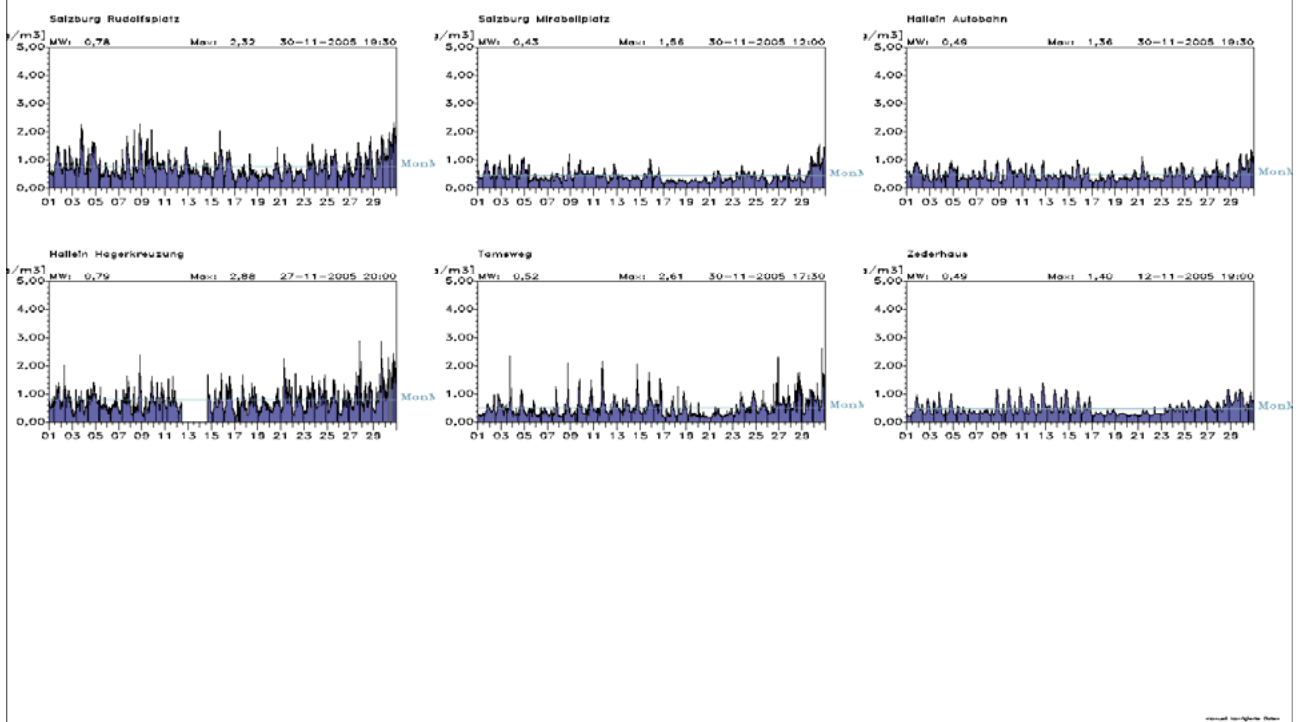 Salzburg Rudolfsplatz Salzburg Mirabellplatz Hallein Autobahn
/m3] MW: 0,78 Max: 2,32 30-11-2005 19:30 /m3] MW: 0,43 Max: 1,56 30-11-2005 12:00 /m3] MW: 0,46 Max: 1,36 30-11-2005 19:30
5,00 5,00 5,00
4,00 4,00 4,00
3,00 3,00 3,00
2,00 2,00 2,00
1,00 MonM 1,00 MonM 1,00 MonM
0,00 0,00 0,00
01 03 05 07 09 11 13 15 17 19 21 23 25 27 29 01 03 05 07 09 11 13 15 17 19 21 23 25 27 29 01 03 05 07 09 11 13 15 17 19 21 23 25 27 29
Hallein Hagerkreuzung Tamsweg Zederhaus
/m3] MW: 0,79 Max: 2,88 27-11-2005 20:00 /m3] MW: 0,52 Max: 2,61 30-11-2005 17:30 /m3] MW: 0,49 Max: 1,40 12-11-2005 19:00
5,00 5,00 5,00
4,00 4,00 4,00
3,00 3,00 3,00
2,00 2,00 2,00
1,00 MonM 1,00 MonM 1,00 MonM
0,00 0,00 0,00
01 03 05 07 09 11 13 15 17 19 21 23 25 27 29 01 03 05 07 09 11 13 15 17 19 21 23 25 27 29 01 03 05 07 09 11 13 15 17 19 21 23 25 27 29